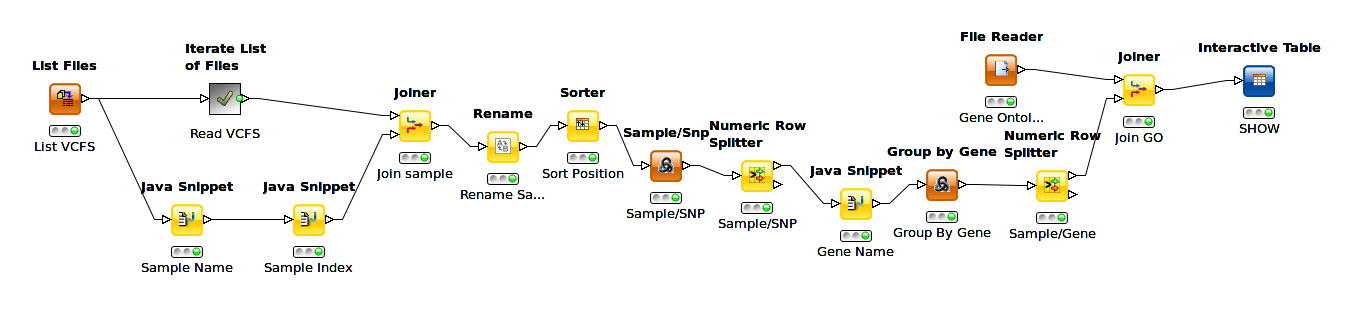 List Files
List VCFS
Iterate List
of Files
Read VCFS
Java Snippet
Sample Name
Java Snippet
Sample Index
Joiner
Join sample
Rename
Rename Sa...
Sorter
Sort Position
Sample/Snp
Sample/SNP
Numeric Row
Splitter
Sample/SNP
Java Snippet
Gene Name
Group by Gene
Group By Gene
File Reader
Gene Ontol...
Numeric Row
Splitter
Sample/Gene
Joiner
Join GO
Interactive Table
SHOW